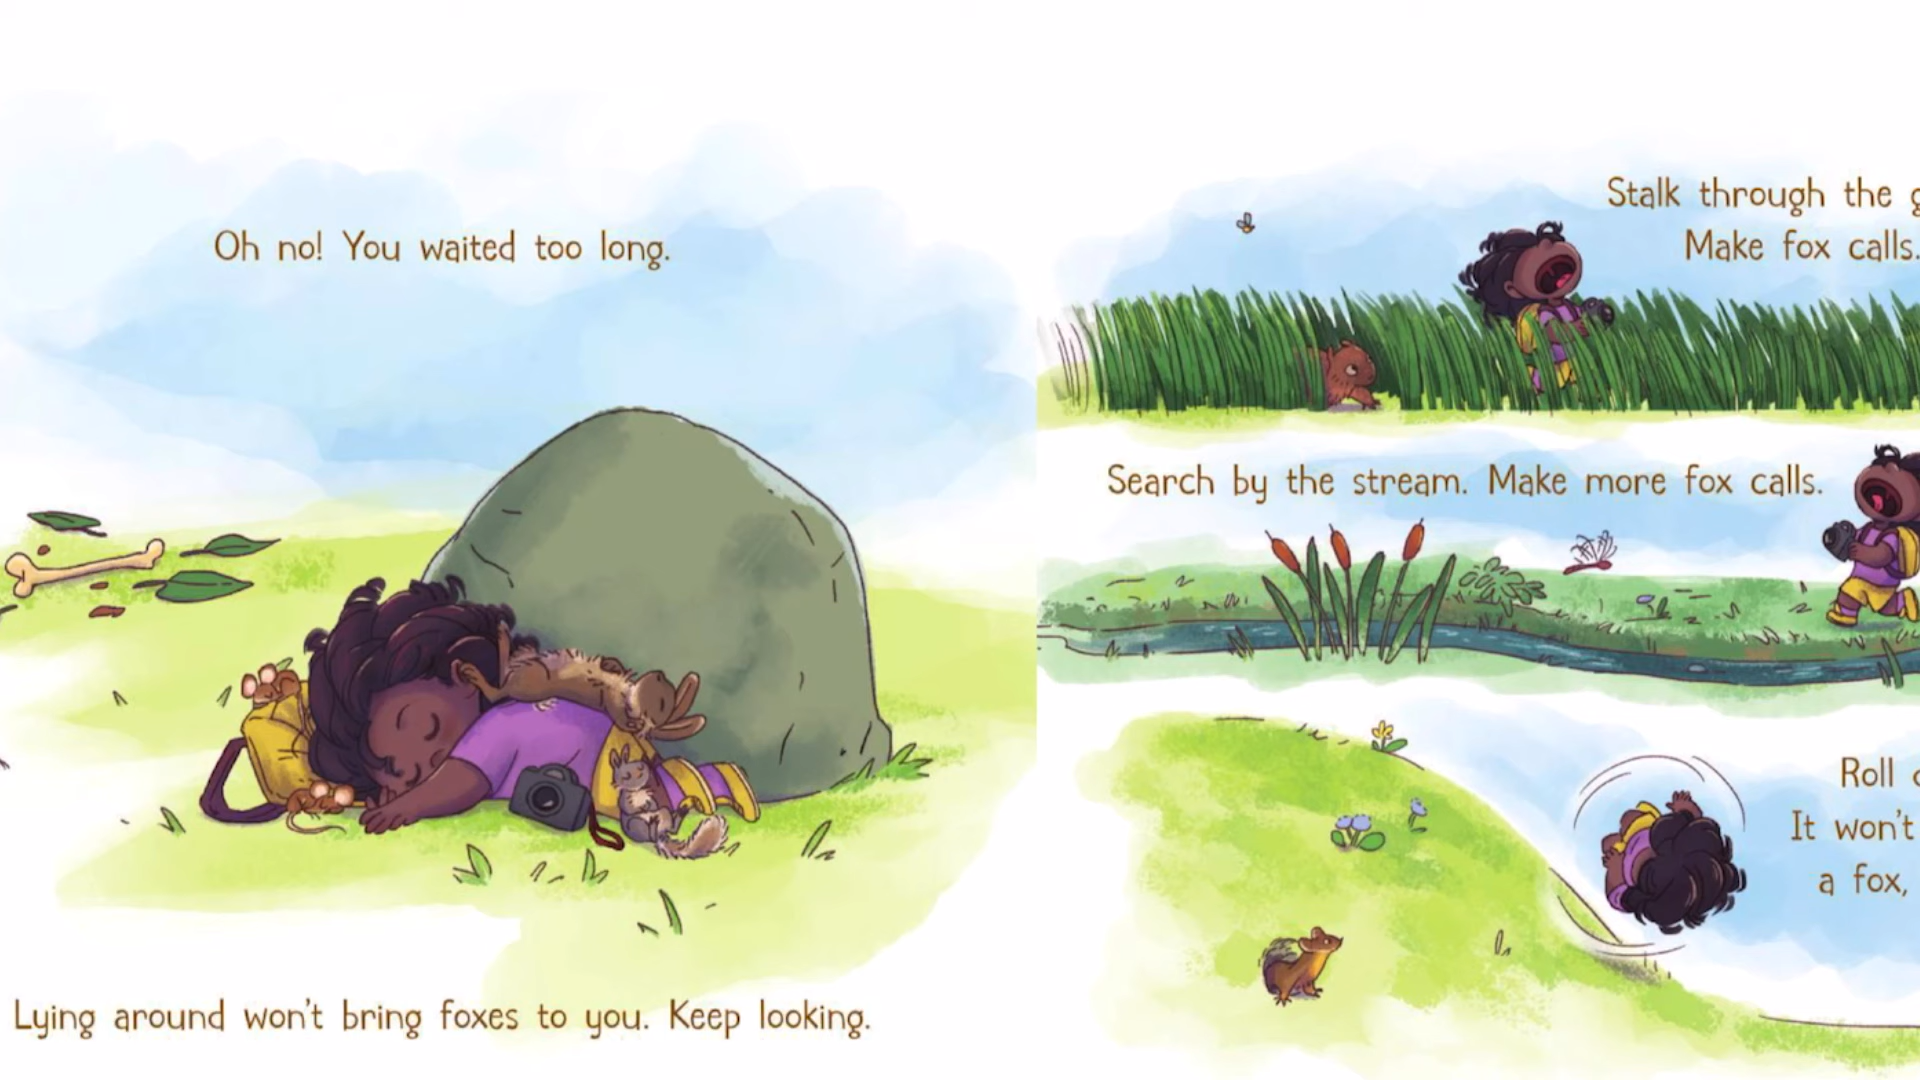 Oh no! You waited too long.
Lying around won't bring foxes to you. Keep looking.
Stalk through the
Make fox calls.
Search by the stream. Make more fox calls.
Roll
It won't
a fox,